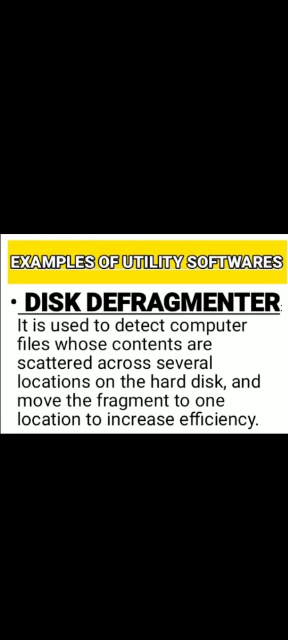 EXAMPLES OF UTILITY SOFTWARES
• DISK DEFRAGMENTER:
It is used to detect computer
files whose contents are
scattered across several
locations on the hard disk, and
move the fragment to one
location to increase efficiency.